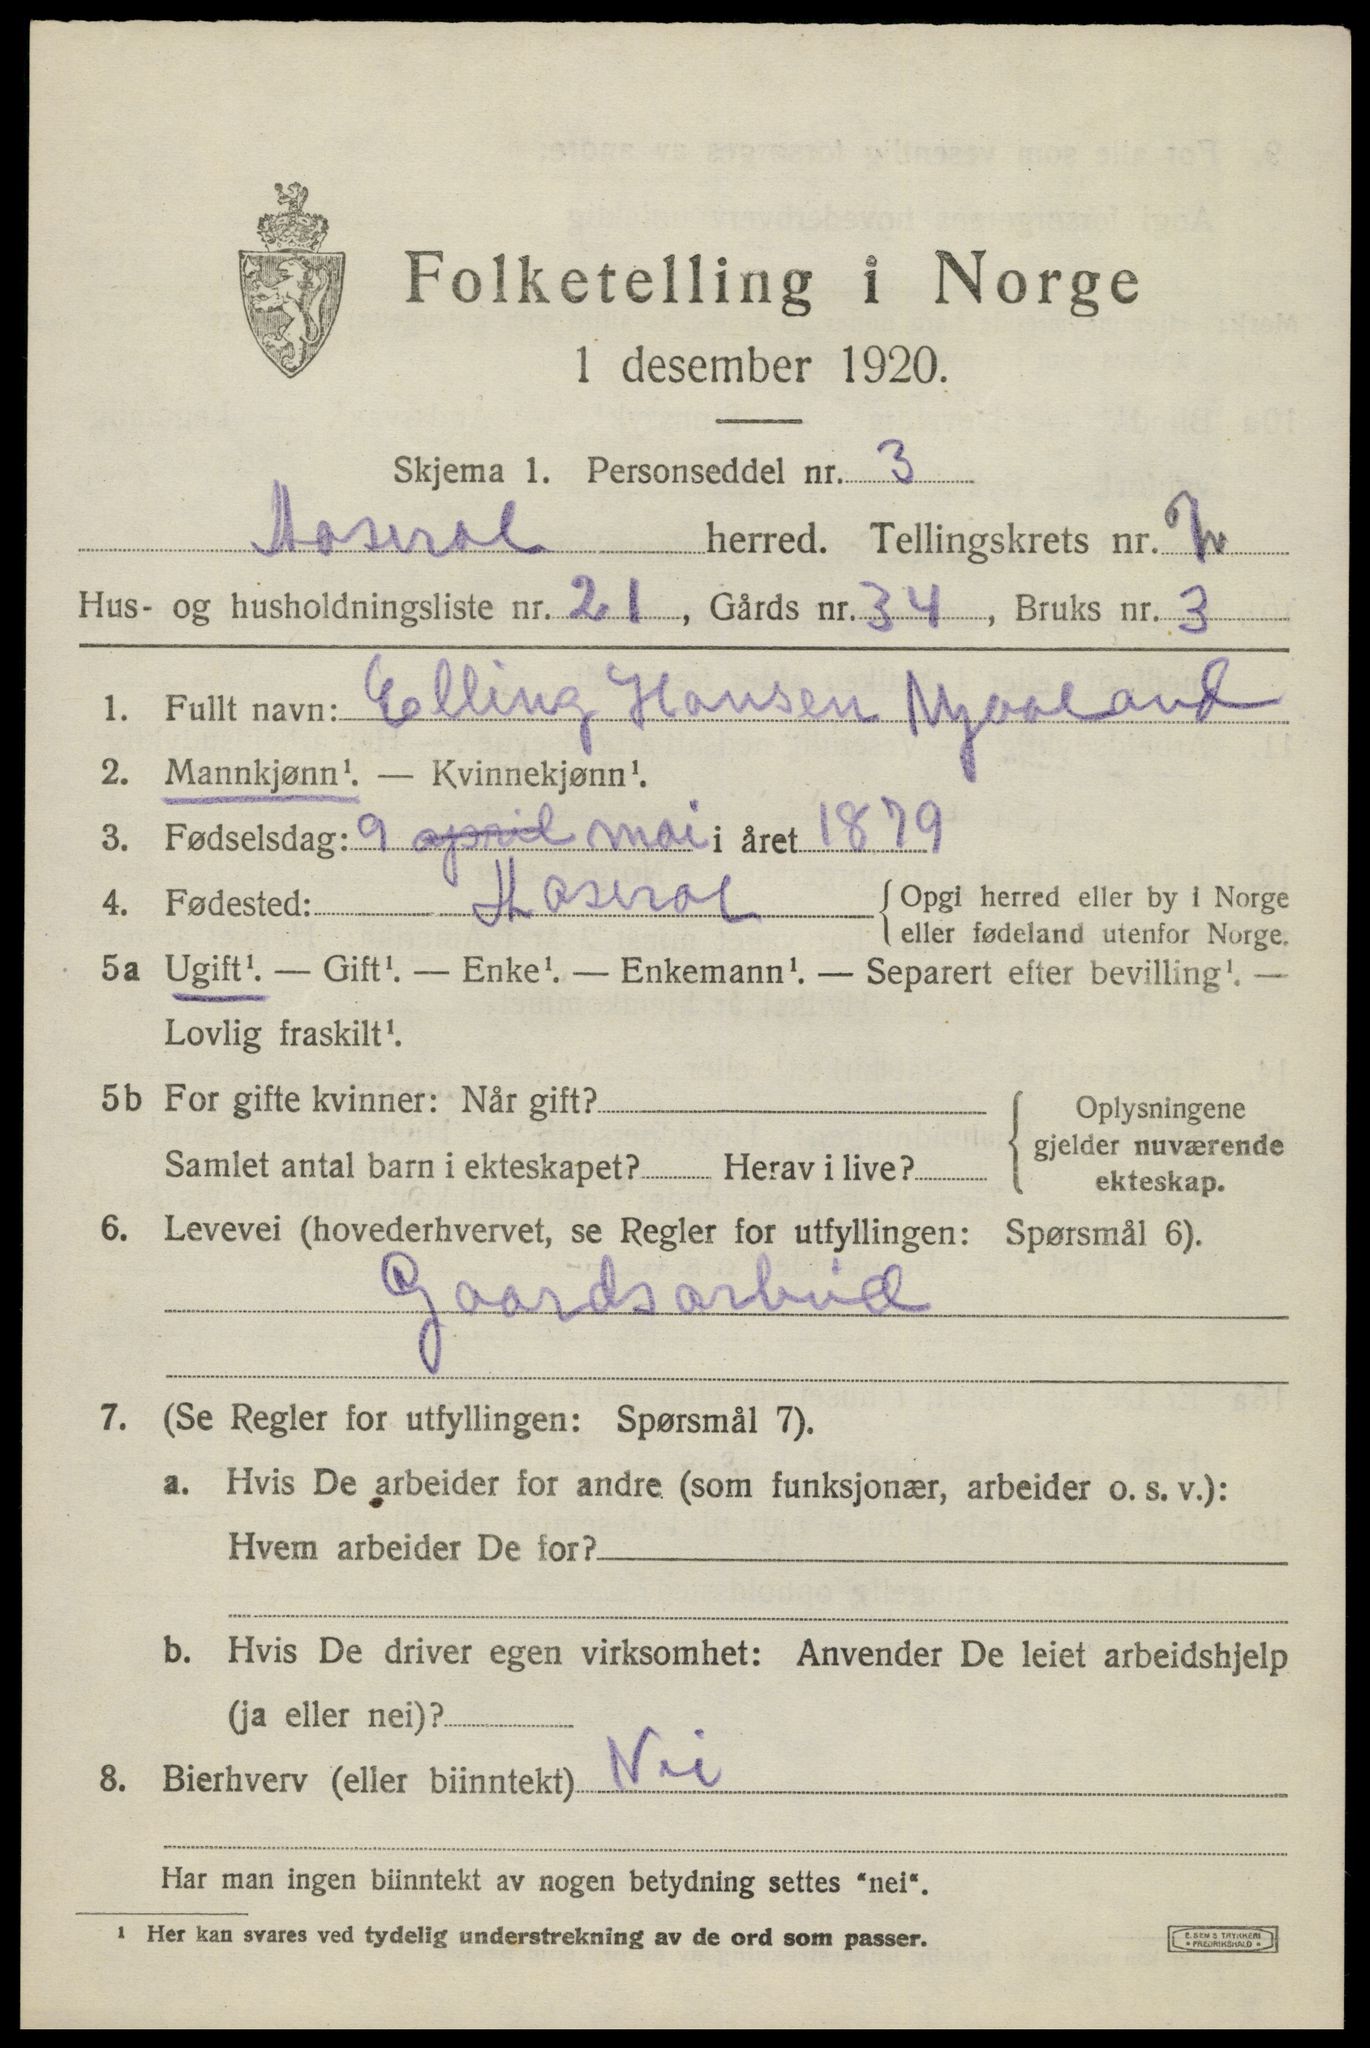 Folketelling i Norge
1 desember 1920.
Skjema 1. Personseddel nr. 3
Aaseral herred. Tellingskrets nr. 7
Hus- og husholdningsliste nr. 21, Gårds nr. 34, Bruks nr. 3
1. Fullt navn: Elling Hansen Nyaaland
2. Mannkjønn¹. — Kvinnekjønn¹.
3. Fødselsdag: 9 april mai i året 1879
4. Fødested: Aaseral {Opgi herred eller by i Norge
eller fødeland utenfor Norge.
5a Ugift¹. — Gift¹. — Enke¹. — Enkemann¹. — Separert efter bevilling¹. —
Lovlig fraskilt¹.
5b For gifte kvinner: Når gift?
Samlet antal barn i ekteskapet? Herav i live?
{Oplysningene
gjelder nuværende
ekteskap.
6. Levevei (hovederhvervet, se Regler for utfyllingen: Spørsmål 6).
Gaardsarbeid
7. (Se Regler for utfyllingen: Spørsmål 7).
a. Hvis De arbeider for andre (som funksjonær, arbeider o. s. v.):
Hvem arbeider De for?
b. Hvis De driver egen virksomhet: Anvender De leiet arbeidshjelp
(ja eller nei)?
8. Bierhverv (eller biinntekt) Nei
Har man ingen biinntekt av nogen betydning settes "nei".
¹ Her kan svares ved tydelig understrekning av de ord som passer.
E. SEM'S TRYKKERI
• FREDRIKSHALD •